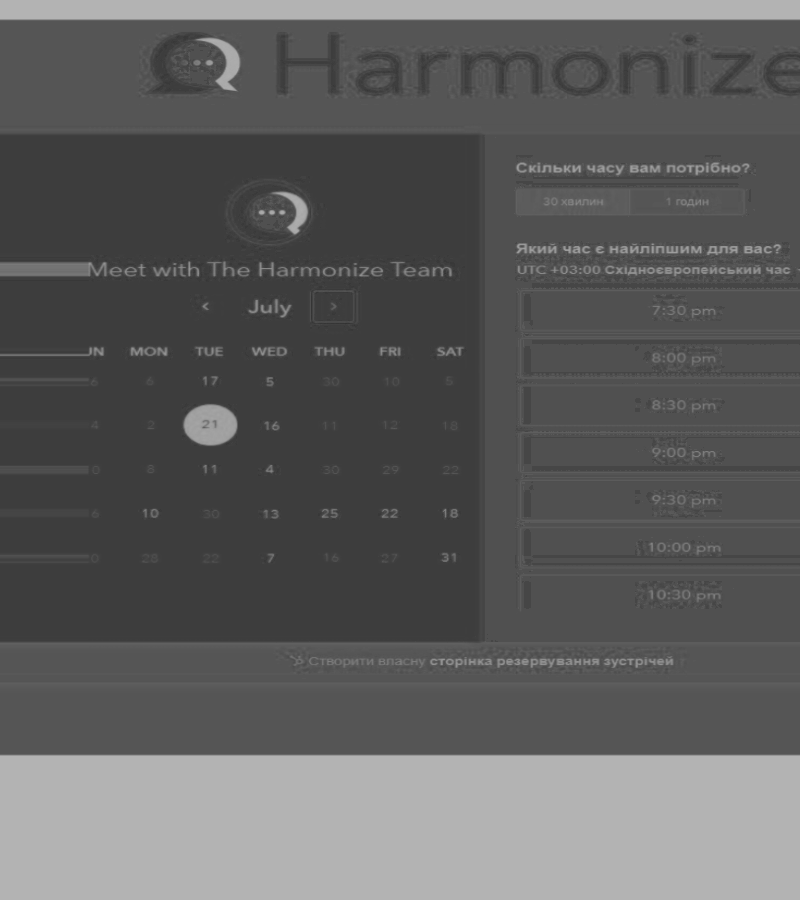 Harmonize
Meet with The Harmonize Team
July
UN MON TUE WED THU FRI SAT
6 6 17 5 30 10 5
4 2 21 16 11 12 18
0 8 11 4 30 29 22
6 10 30 13 25 22 18
0 28 22 7 16 27 31
Скільки часу вам потрібно?
30 хвилин 1 годин
Який час є найліпшим для вас?
UTC +03:00 Східноєвропейський час
7:30 pm
8:00 pm
8:30 pm
9:00 pm
9:30 pm
10:00 pm
10:30 pm
Створити власну сторінка резервування зустрічей